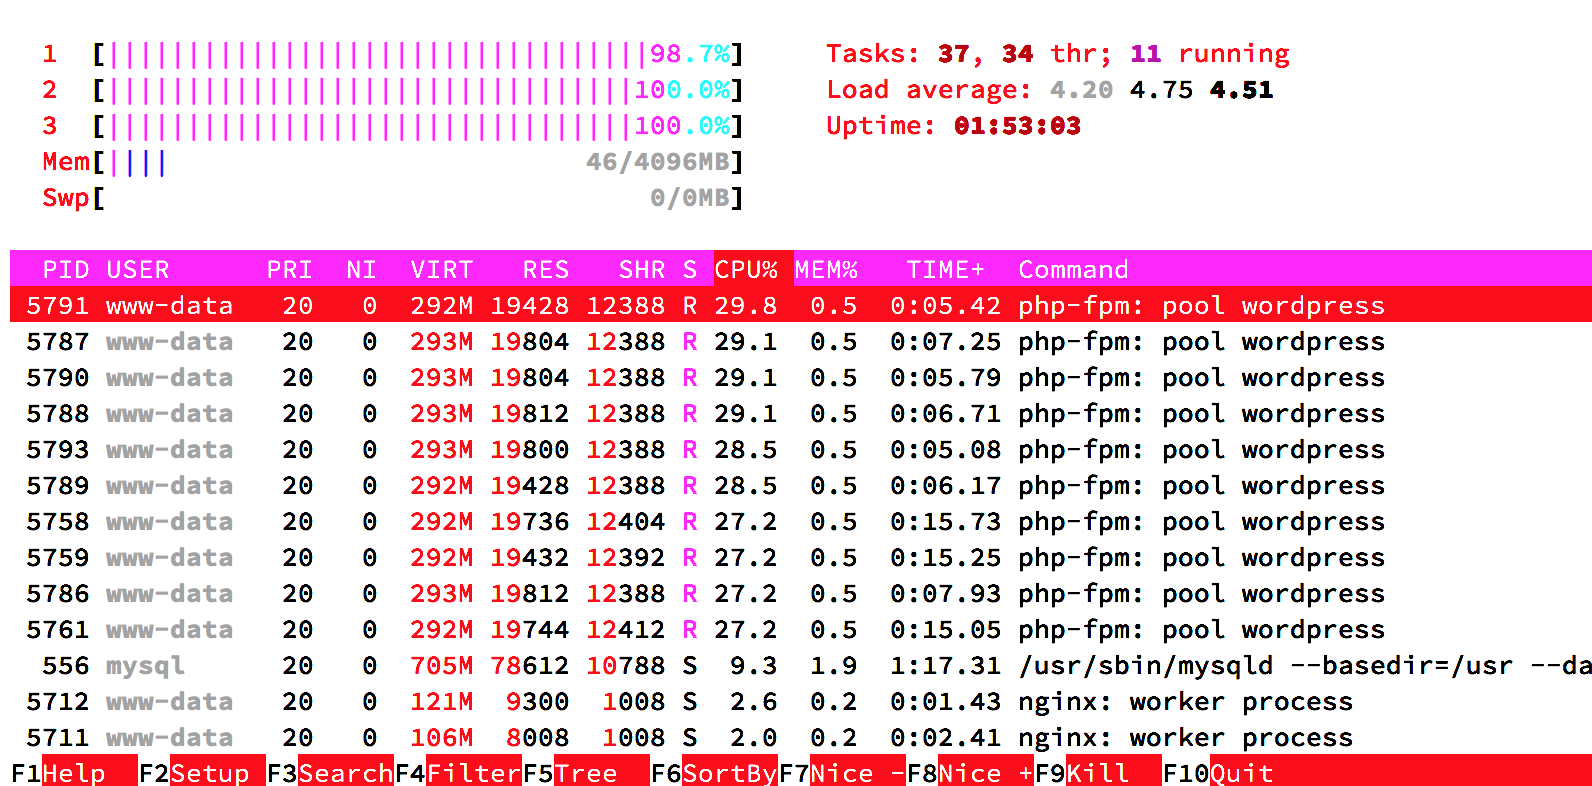 1 [||||||||||||||||||||||||||||||||||98.7%] Tasks: 37, 34 thr; 11 running
2 [|||||||||||||||||||||||||||||||||100.0%] Load average: 4.20 4.75 4.51
3 [|||||||||||||||||||||||||||||||||100.0%] Uptime: 01:53:03
Mem[|||| 46/4096MB]
Swp[ 0/0MB]
PID USER PRI NI VIRT RES SHR S CPU% MEM% TIME+ Command
5791 www-data 20 0 292M 19428 12388 R 29.8 0.5 0:05.42 php-fpm: pool wordpress
5787 www-data 20 0 293M 19804 12388 R 29.1 0.5 0:07.25 php-fpm: pool wordpress
5790 www-data 20 0 293M 19804 12388 R 29.1 0.5 0:05.79 php-fpm: pool wordpress
5788 www-data 20 0 293M 19812 12388 R 29.1 0.5 0:06.71 php-fpm: pool wordpress
5793 www-data 20 0 293M 19800 12388 R 28.5 0.5 0:05.08 php-fpm: pool wordpress
5789 www-data 20 0 292M 19428 12388 R 28.5 0.5 0:06.17 php-fpm: pool wordpress
5758 www-data 20 0 292M 19736 12404 R 27.2 0.5 0:15.73 php-fpm: pool wordpress
5759 www-data 20 0 292M 19432 12392 R 27.2 0.5 0:15.25 php-fpm: pool wordpress
5786 www-data 20 0 293M 19812 12388 R 27.2 0.5 0:07.93 php-fpm: pool wordpress
5761 www-data 20 0 292M 19744 12412 R 27.2 0.5 0:15.05 php-fpm: pool wordpress
556 mysql 20 0 705M 78612 10788 S 9.3 1.9 1:17.31 /usr/sbin/mysqld --basedir=/usr --da
5712 www-data 20 0 121M 9300 1008 S 2.6 0.2 0:01.43 nginx: worker process
5711 www-data 20 0 106M 8008 1008 S 2.0 0.2 0:02.41 nginx: worker process
F1Help F2Setup F3SearchF4FilterF5Tree F6SortByF7Nice -F8Nice +F9Kill F10Quit